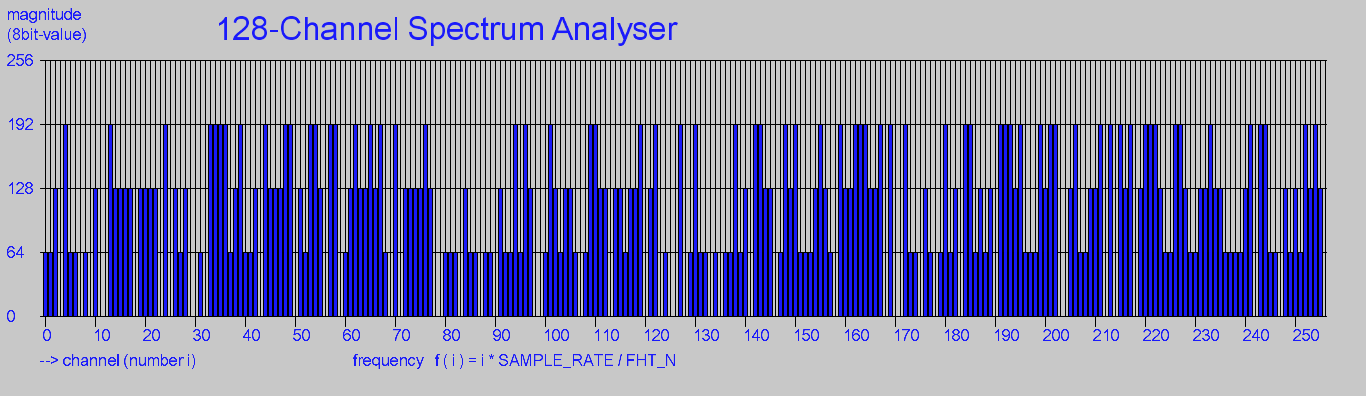 magnitude
(8bit-value)
128-Channel Spectrum Analyser
256
192
128
64
0
0 10 20 30 40 50 60 70 80 90 100 110 120 130 140 150 160 170 180 190 200 210 220 230 240 250
--> channel (number i)
frequency f ( i ) = i * SAMPLE_RATE / FHT_N